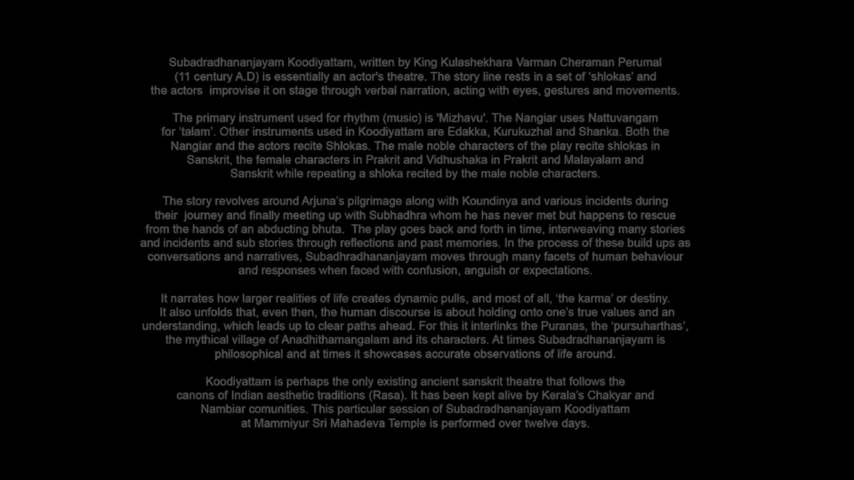 Subadradhananjayam Koodiyattam, written by King Kulashekhara Varman Cheraman Perumal
(11 century A.D) is essentially an actor's theatre. The story line rests in a set of 'shlokas' and
the actors improvise it on stage through verbal narration, acting with eyes, gestures and movements.
The primary instrument used for rhythm (music) is 'Mizhavu'. The Nangiar uses Nattuvangam
for 'talam'. Other instruments used in Koodiyattam are Edakka, Kurukuzhal and Shanka. Both the
Nangiar and the actors recite Shlokas. The male noble characters of the play recite shlokas in
Sanskrit, the female characters in Prakrit and Vidhushaka in Prakrit and Malayalam and
Sanskrit while repeating a shloka recited by the male noble characters.
The story revolves around Arjuna's pilgrimage along with Koundinya and various incidents during
their journey and finally meeting up with Subhadhra whom he has never met but happens to rescue
from the hands of an abducting bhuta. The play goes back and forth in time, interweaving many stories
and incidents and sub stories through reflections and past memories. In the process of these build ups as
conversations and narratives, Subadhradhananjayam moves through many facets of human behaviour
and responses when faced with confusion, anguish or expectations.
It narrates how larger realities of life creates dynamic pulls, and most of all, 'the karma' or destiny.
It also unfolds that, even then, the human discourse is about holding onto one's true values and an
understanding, which leads up to clear paths ahead. For this it interlinks the Puranas, the 'pursuharthas',
the mythical village of Anadhithamangalam and its characters. At times Subadradhananjayam is
philosophical and at times it showcases accurate observations of life around.
Koodiyattam is perhaps the only existing ancient sanskrit theatre that follows the
canons of Indian aesthetic traditions (Rasa). It has been kept alive by Kerala's Chakyar and
Nambiar comunities. This particular session of Subadradhananjayam Koodiyattam
at Mammiyur Sri Mahadeva Temple is performed over twelve days.